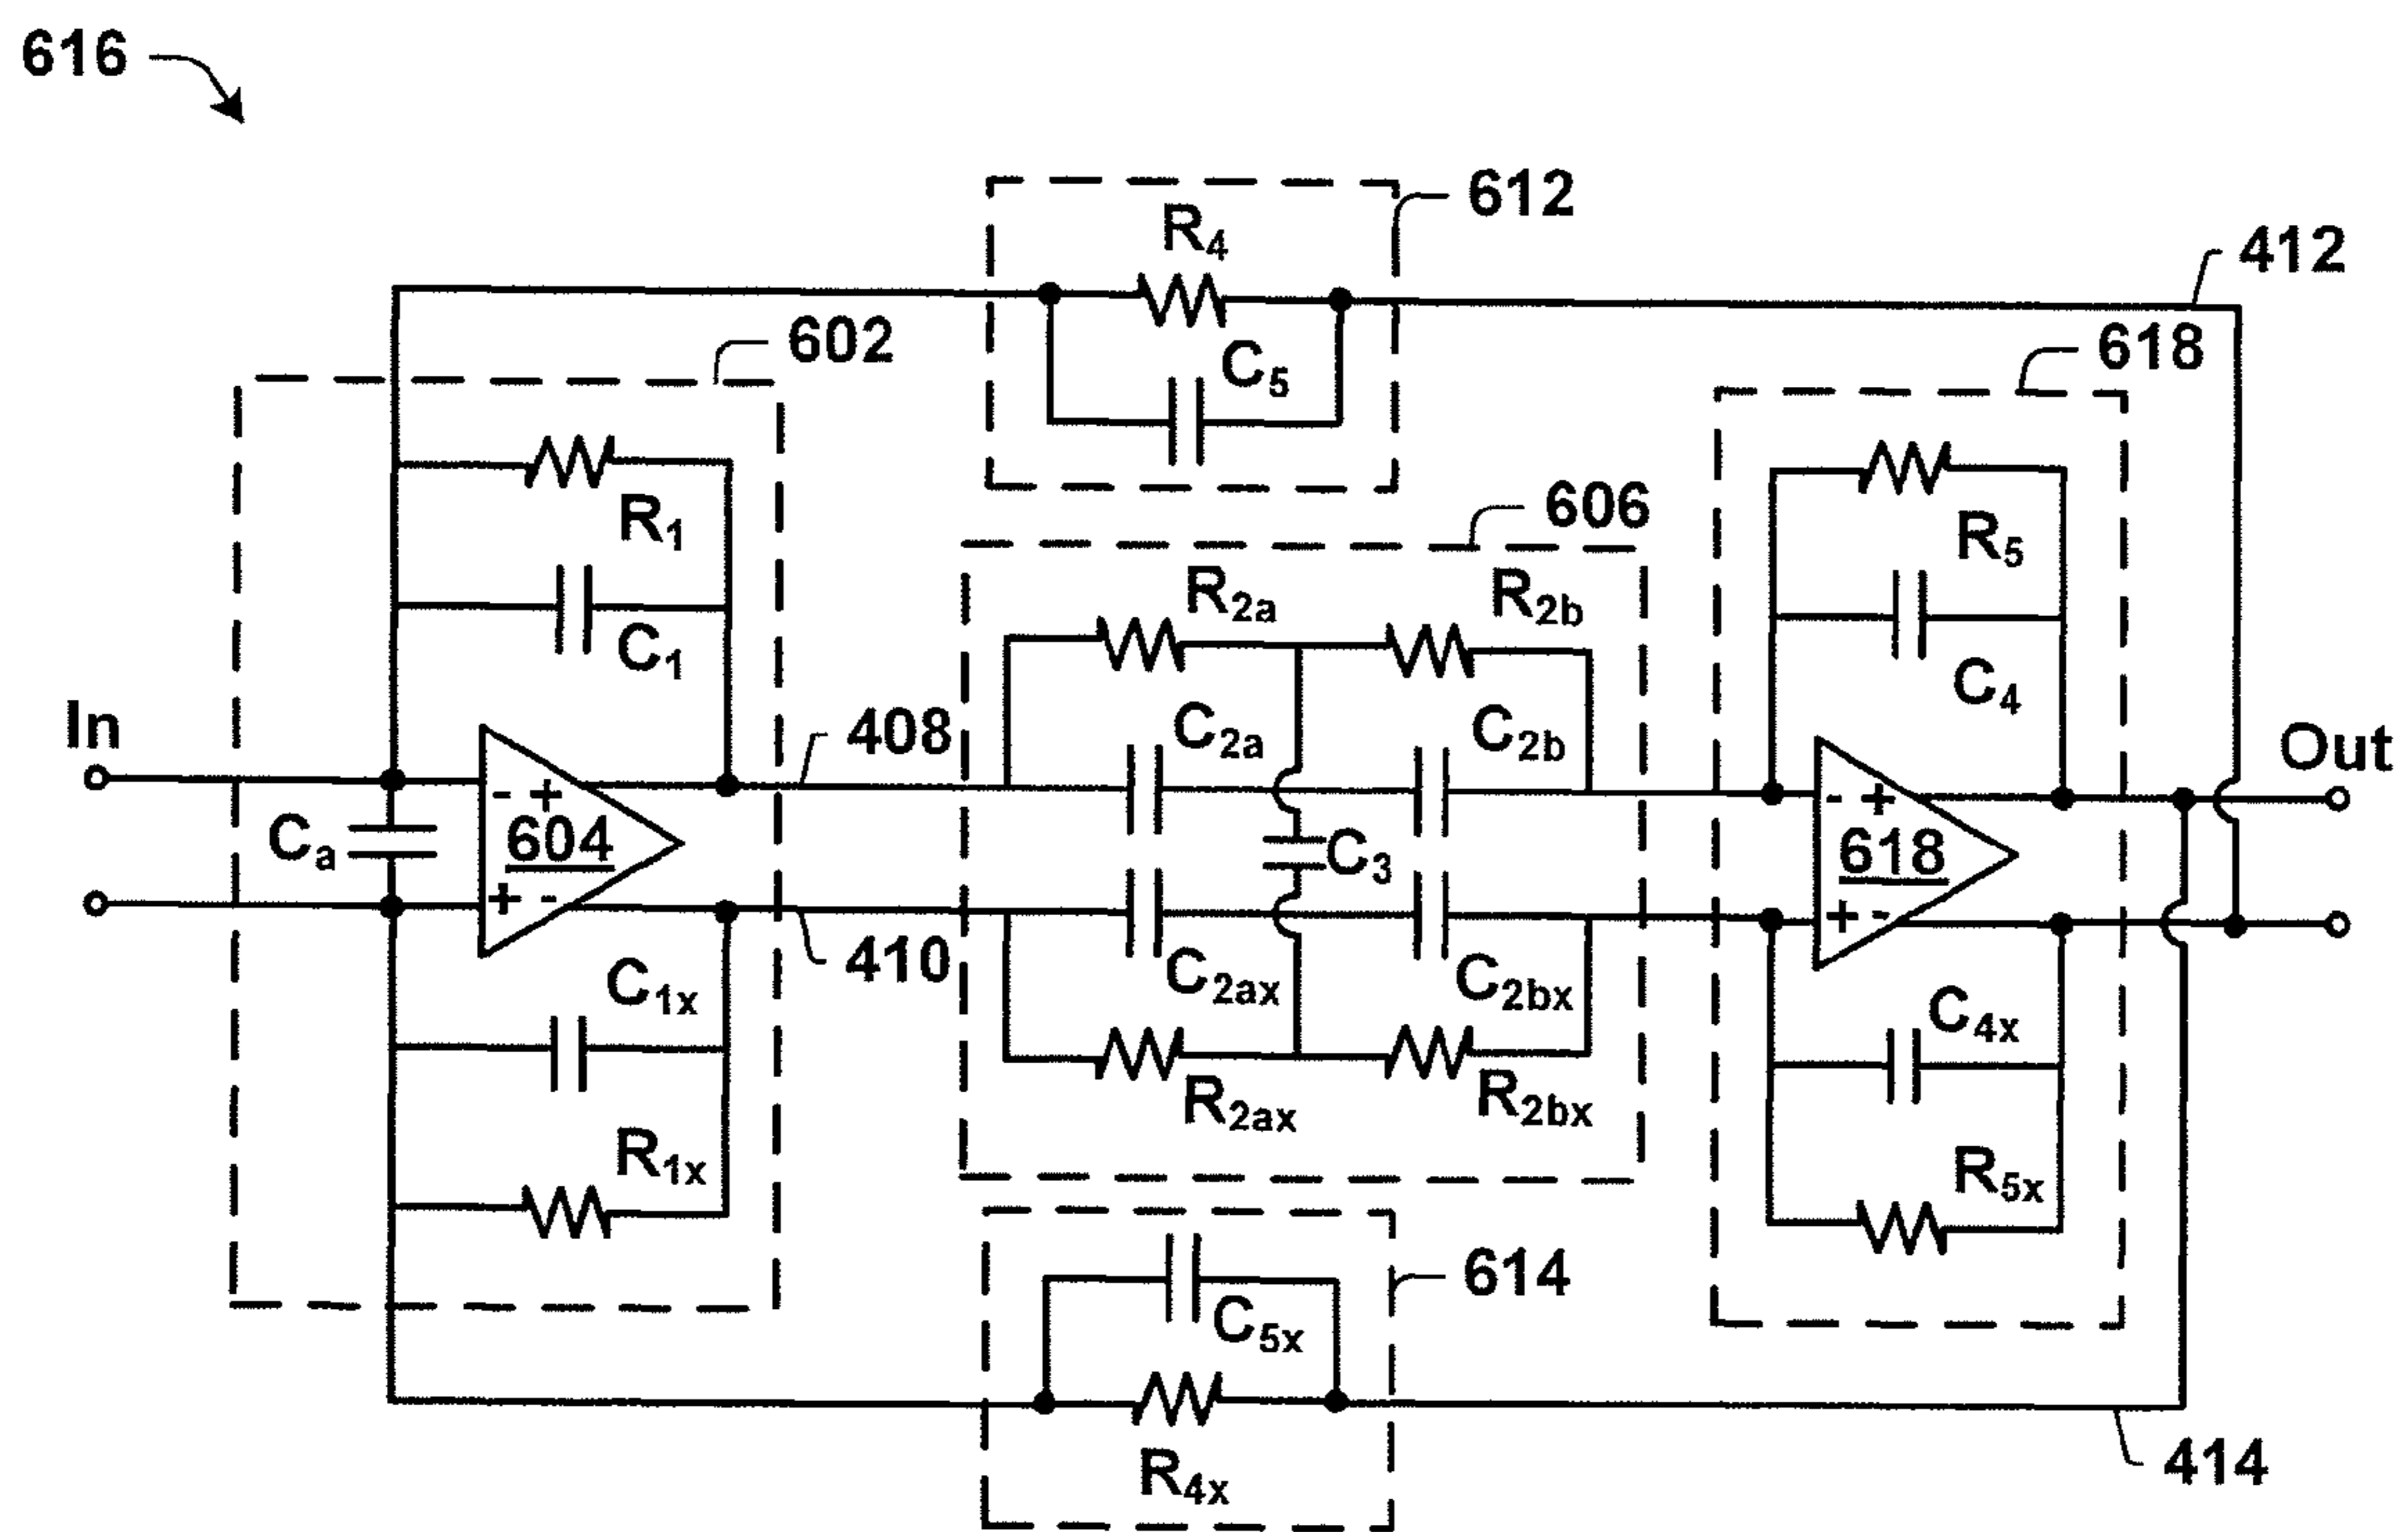 616
612
R4
412
C5
602
618
R1
606
R5
R2a R2b
C1
C4
In
408
C2a C2b
Out
- +
604
+ -
Ca
C3
- +
618
+ -
410
C1x
C2ax C2bx
C4x
R1x
R2ax R2bx
R5x
614
C5x
R4x
414